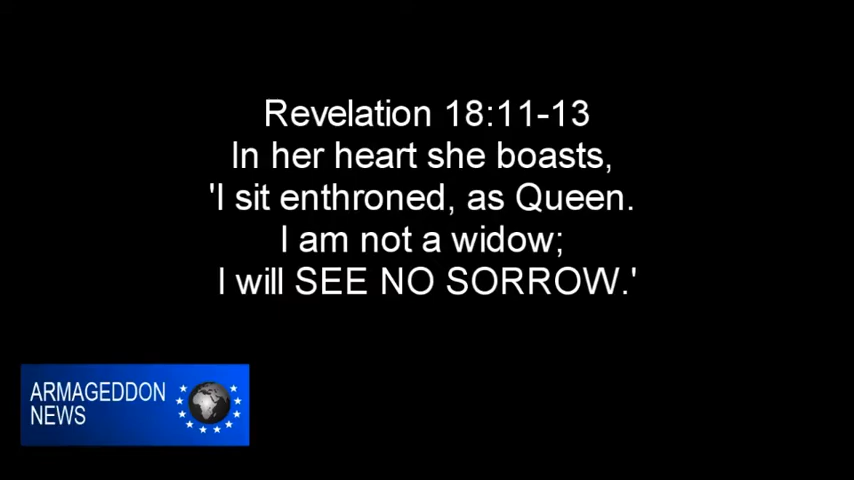 Revelation 18:11-13
In her heart she boasts,
'I sit enthroned, as Queen.
I am not a widow;
I will SEE NO SORROW.'
ARMAGEDDON
NEWS